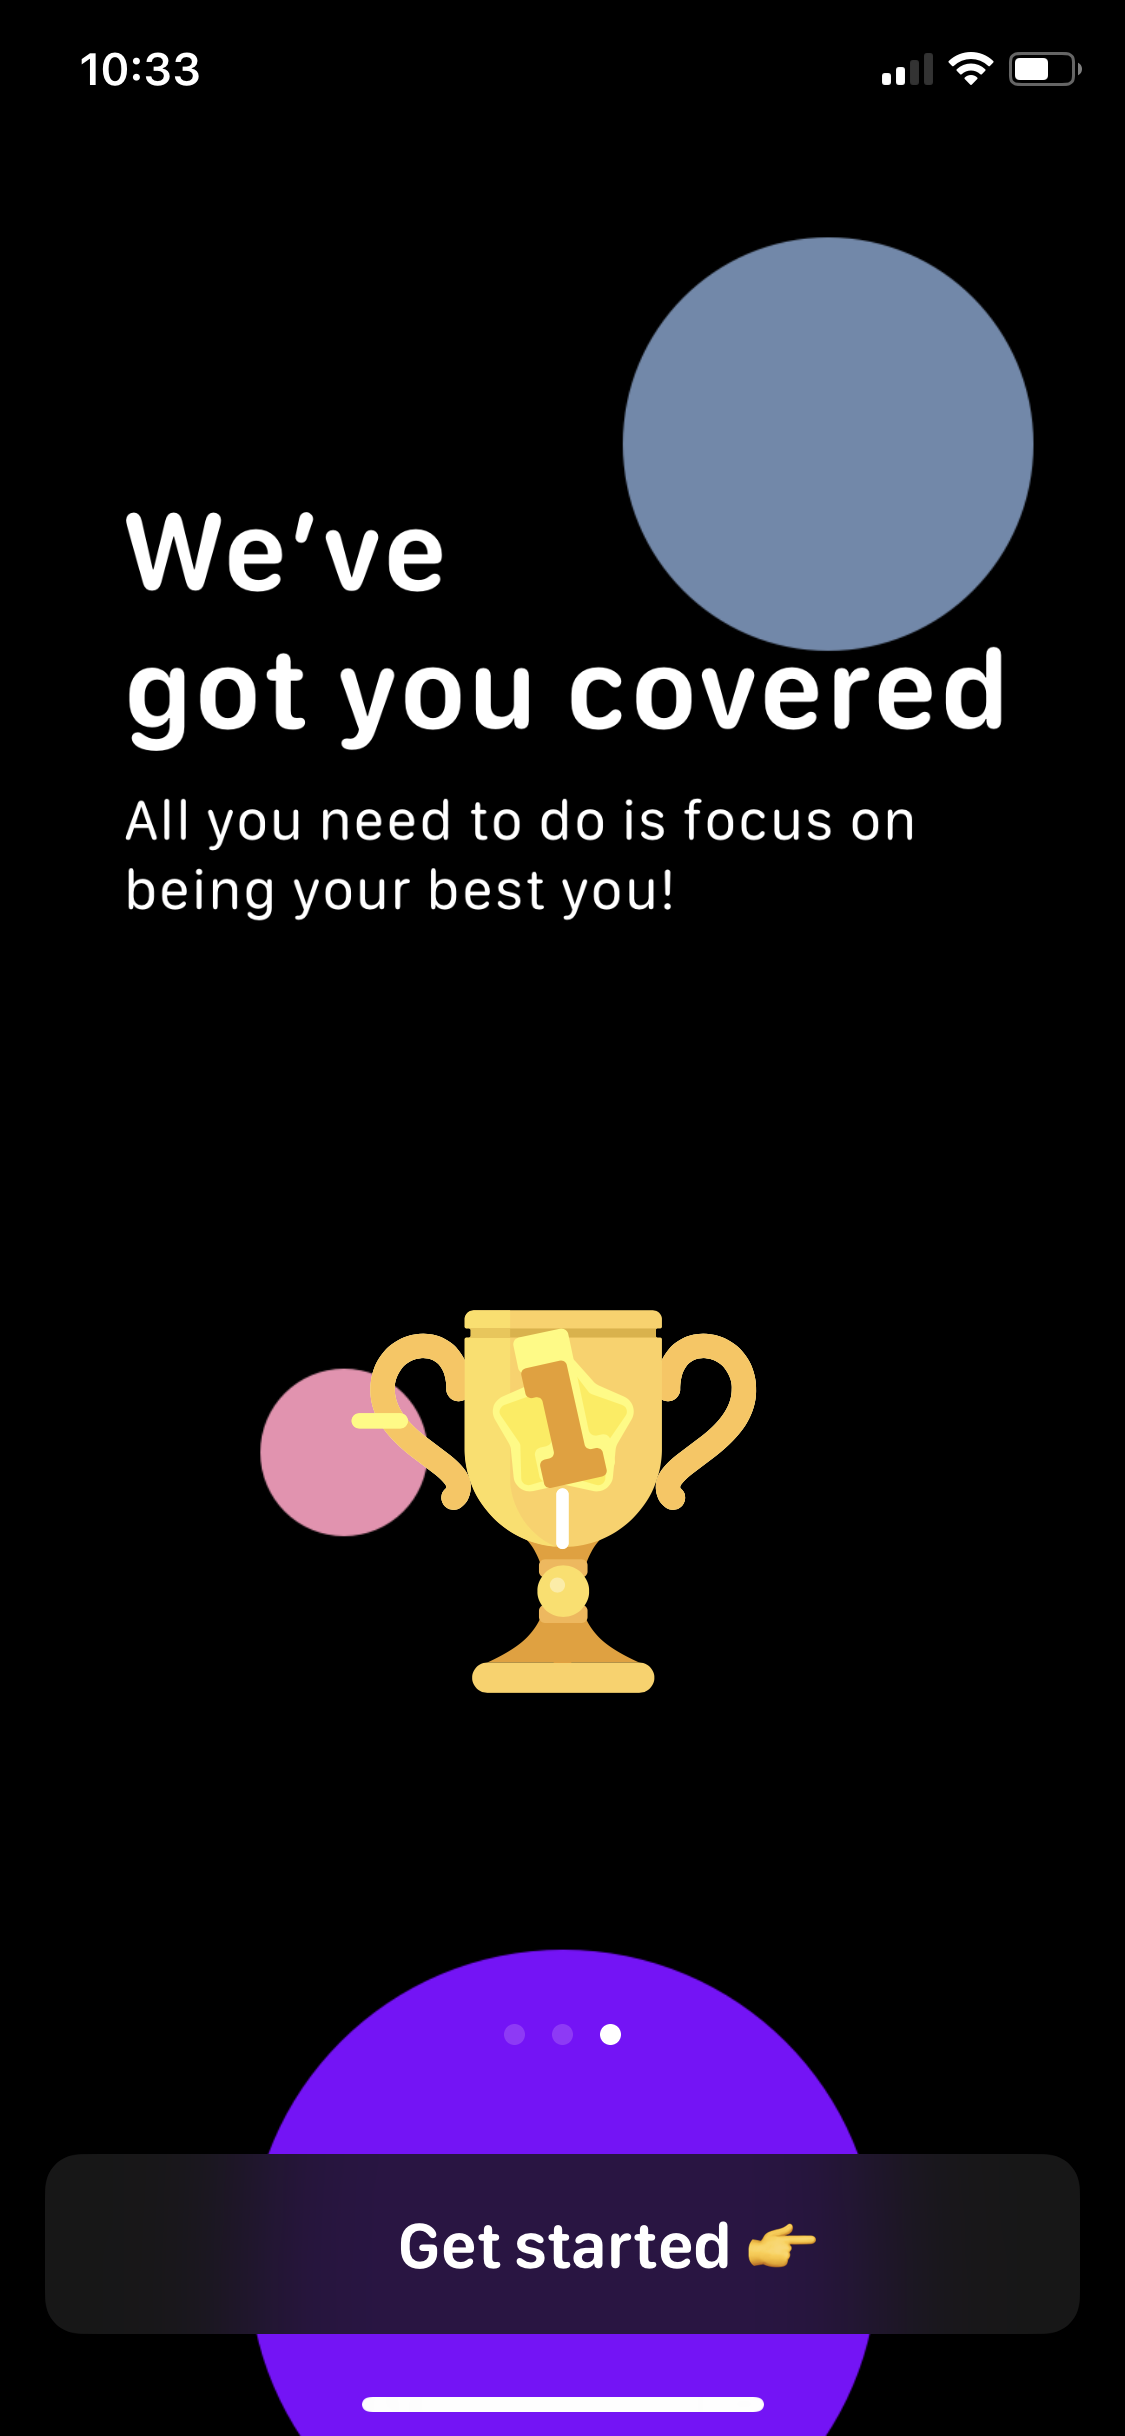 10:33
We've
got you covered
All you need to do is focus on
being your best you!
1
Get started 👉